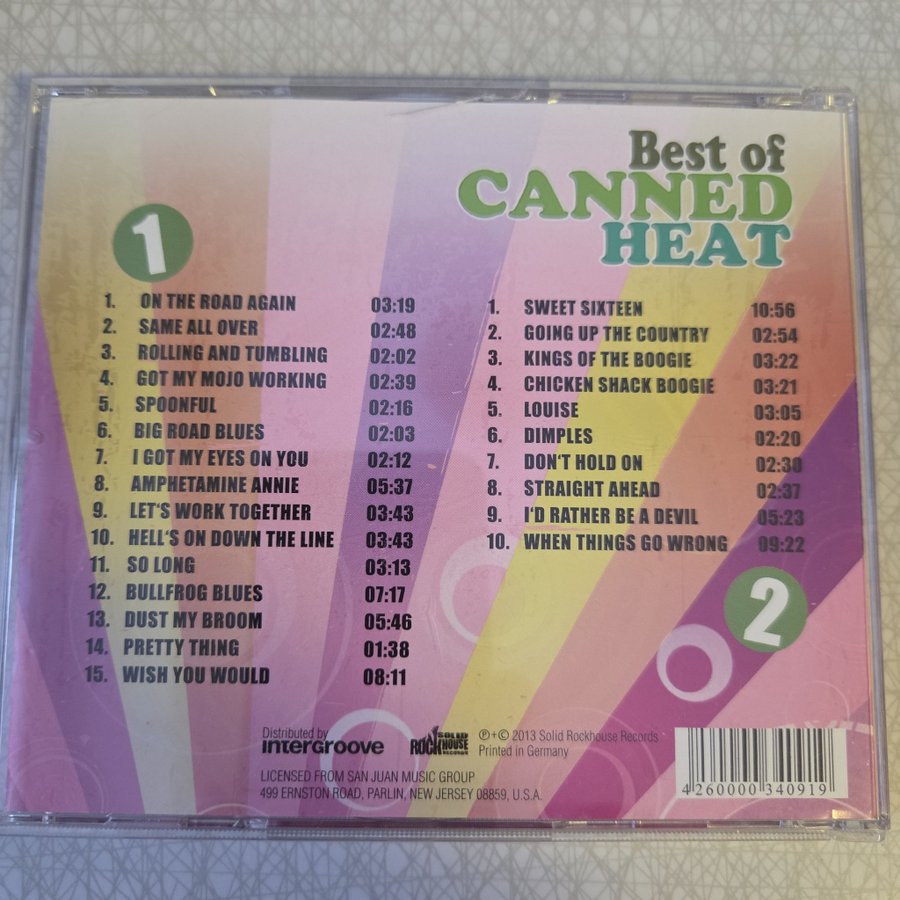 Best of
CANNED
HEAT
1
1. ON THE ROAD AGAIN 03:19
2. SAME ALL OVER 02:48
3. ROLLING AND TUMBLING 02:02
4. GOT MY MOJO WORKING 02:39
5. SPOONFUL 02:16
6. BIG ROAD BLUES 02:03
7. I GOT MY EYES ON YOU 02:12
8. AMPHETAMINE ANNIE 05:37
9. LET'S WORK TOGETHER 03:43
10. HELL'S ON DOWN THE LINE 03:43
11. SO LONG 03:13
12. BULLFROG BLUES 07:17
13. DUST MY BROOM 05:46
14. PRETTY THING 01:38
15. WISH YOU WOULD 08:11
1. SWEET SIXTEEN 10:56
2. GOING UP THE COUNTRY 02:54
3. KINGS OF THE BOOGIE 03:22
4. CHICKEN SHACK BOOGIE 03:21
5. LOUISE 03:05
6. DIMPLES 02:20
7. DON'T HOLD ON 02:30
8. STRAIGHT AHEAD 02:37
9. I'D RATHER BE A DEVIL 05:23
10. WHEN THINGS GO WRONG 09:22
2
Distributed by
intergroove
SOLID
ROCKHOUSE
RECORDS
℗+© 2013 Solid Rockhouse Records
Printed in Germany
LICENSED FROM SAN JUAN MUSIC GROUP
499 ERNSTON ROAD, PARLIN, NEW JERSEY 08859, U.S.A.
4 260000 340919